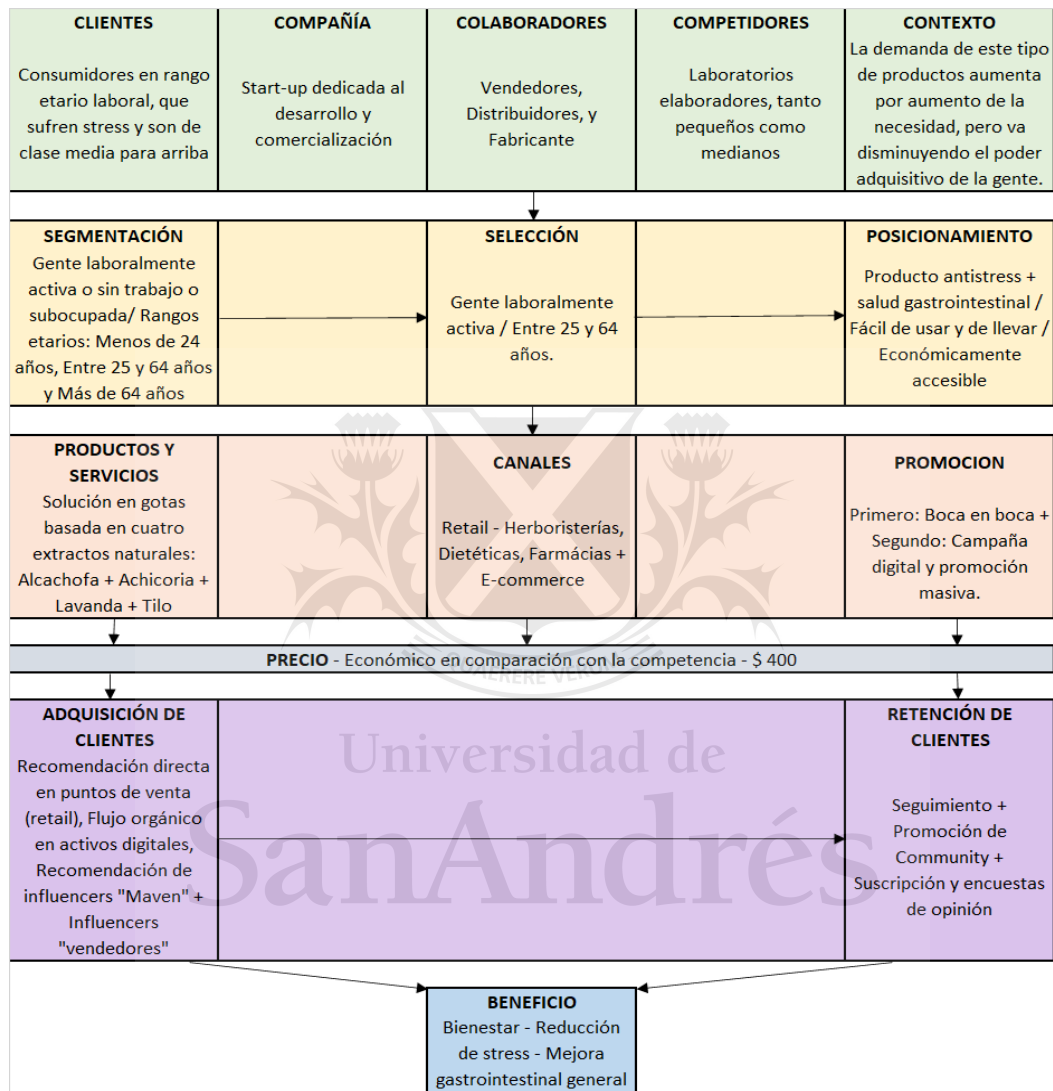 CLIENTES
Consumidores en rango
etario laboral, que
sufren stress y son de
clase media para arriba
COMPAÑÍA
Start-up dedicada al
desarrollo y
comercialización
COLABORADORES
Vendedores,
Distribuidores, y
Fabricante
COMPETIDORES
Laboratorios
elaboradores, tanto
pequeños como
medianos
CONTEXTO
La demanda de este tipo
de productos aumenta
por aumento de la
necesidad, pero va
disminuyendo el poder
adquisitivo de la gente.
SEGMENTACIÓN
Gente laboralmente
activa o sin trabajo o
subocupada/ Rangos
etarios: Menos de 24
años, Entre 25 y 64 años
y Más de 64 años
SELECCIÓN
Gente laboralmente
activa / Entre 25 y 64
años.
POSICIONAMIENTO
Producto antistress +
salud gastrointestinal /
Fácil de usar y de llevar /
Económicamente
accesible
PRODUCTOS Y
SERVICIOS
Solución en gotas
basada en cuatro
extractos naturales:
Alcachofa + Achicoria +
Lavanda + Tilo
CANALES
Retail - Herboristerías,
Dietéticas, Farmácias +
E-commerce
PROMOCION
Primero: Boca en boca +
Segundo: Campaña
digital y promoción
masiva.
PRECIO - Económico en comparación con la competencia - $ 400
QUAERERE VERUM
ADQUISICIÓN DE
CLIENTES
Recomendación directa
en puntos de venta
(retail), Flujo orgánico
en activos digitales,
Recomendación de
influencers "Maven" +
Influencers
"vendedores"
Universidad de
SanAndrés
RETENCIÓN DE
CLIENTES
Seguimiento +
Promoción de
Community +
Suscripción y encuestas
de opinión
BENEFICIO
Bienestar - Reducción
de stress - Mejora
gastrointestinal general